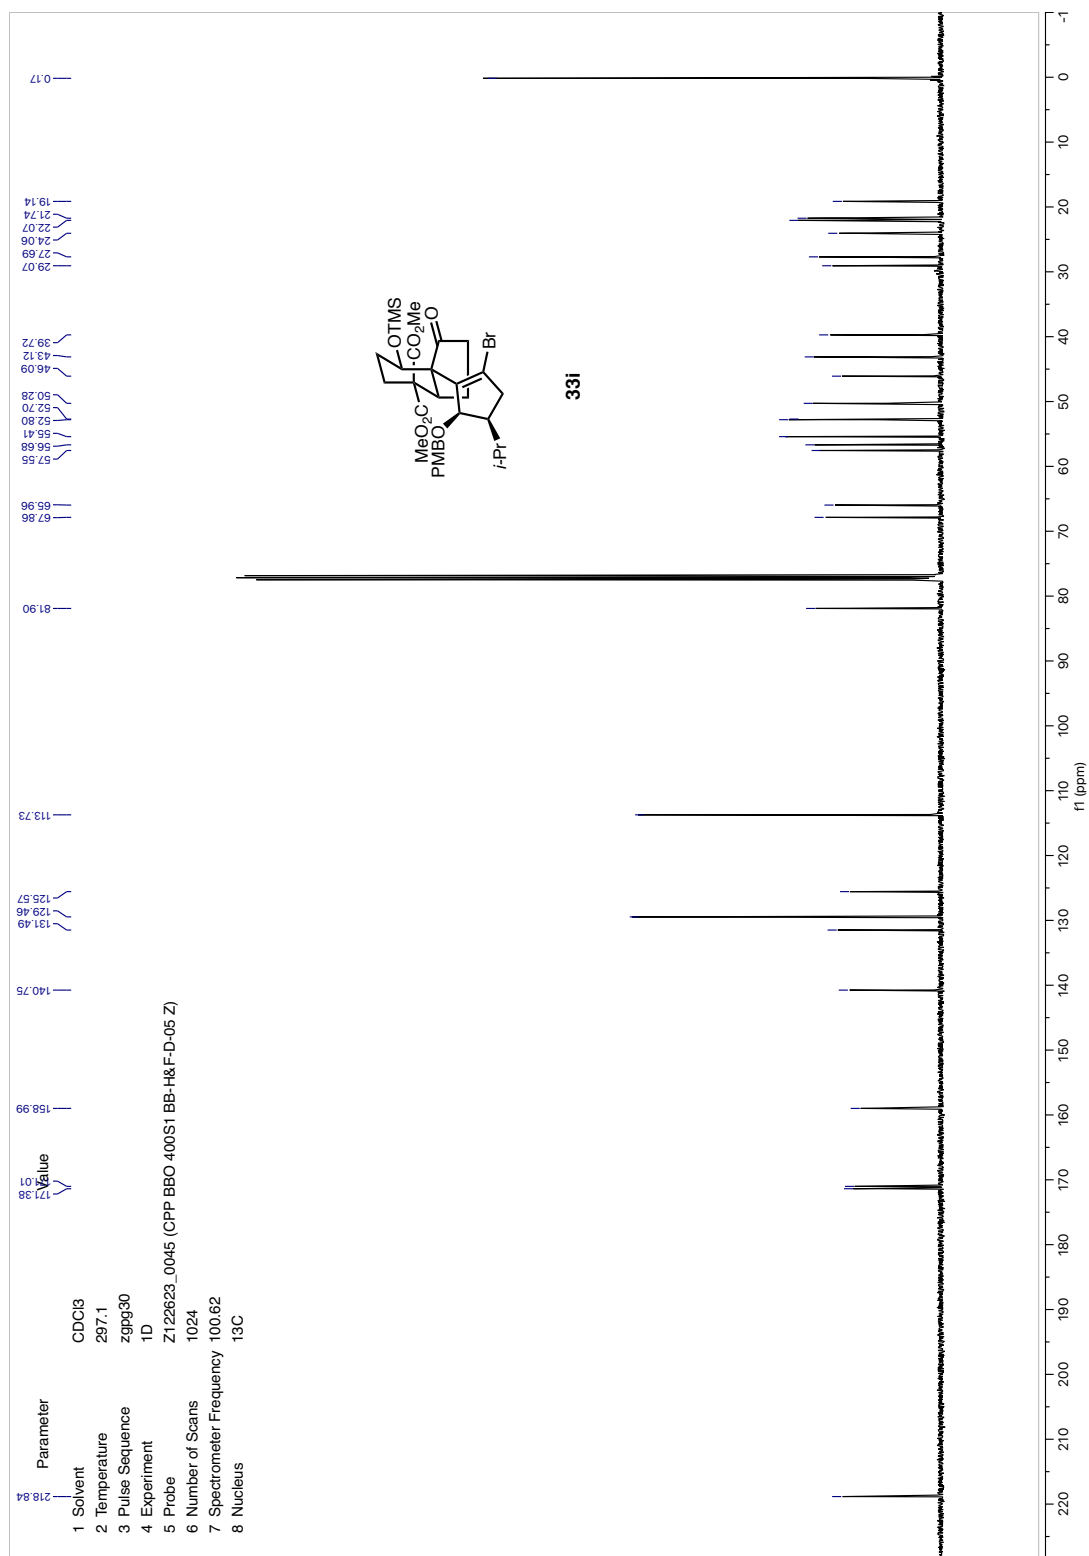 Parameter Value
1 Solvent CDCl3
2 Temperature 297.1
3 Pulse Sequence zgpg30
4 Experiment 1D
5 Probe Z122623_0045 (CPP BBO 400S1 BB-H&F-D-05 Z)
6 Number of Scans 1024
7 Spectrometer Frequency 100.62
8 Nucleus 13C
218.84
171.38
158.99
140.75
131.49
129.46
125.57
113.73
81.90
67.86
65.96
57.55
56.68
55.41
52.80
52.70
50.28
46.09
43.12
39.72
29.07
27.69
24.06
22.07
21.74
19.14
0.17
OTMS
CO2Me
O
MeO2C
PMBO
Br
i-Pr
33i
220 210 200 190 180 170 160 150 140 130 120 110 100 90 80 70 60 50 40 30 20 10 0 -1
f1 (ppm)